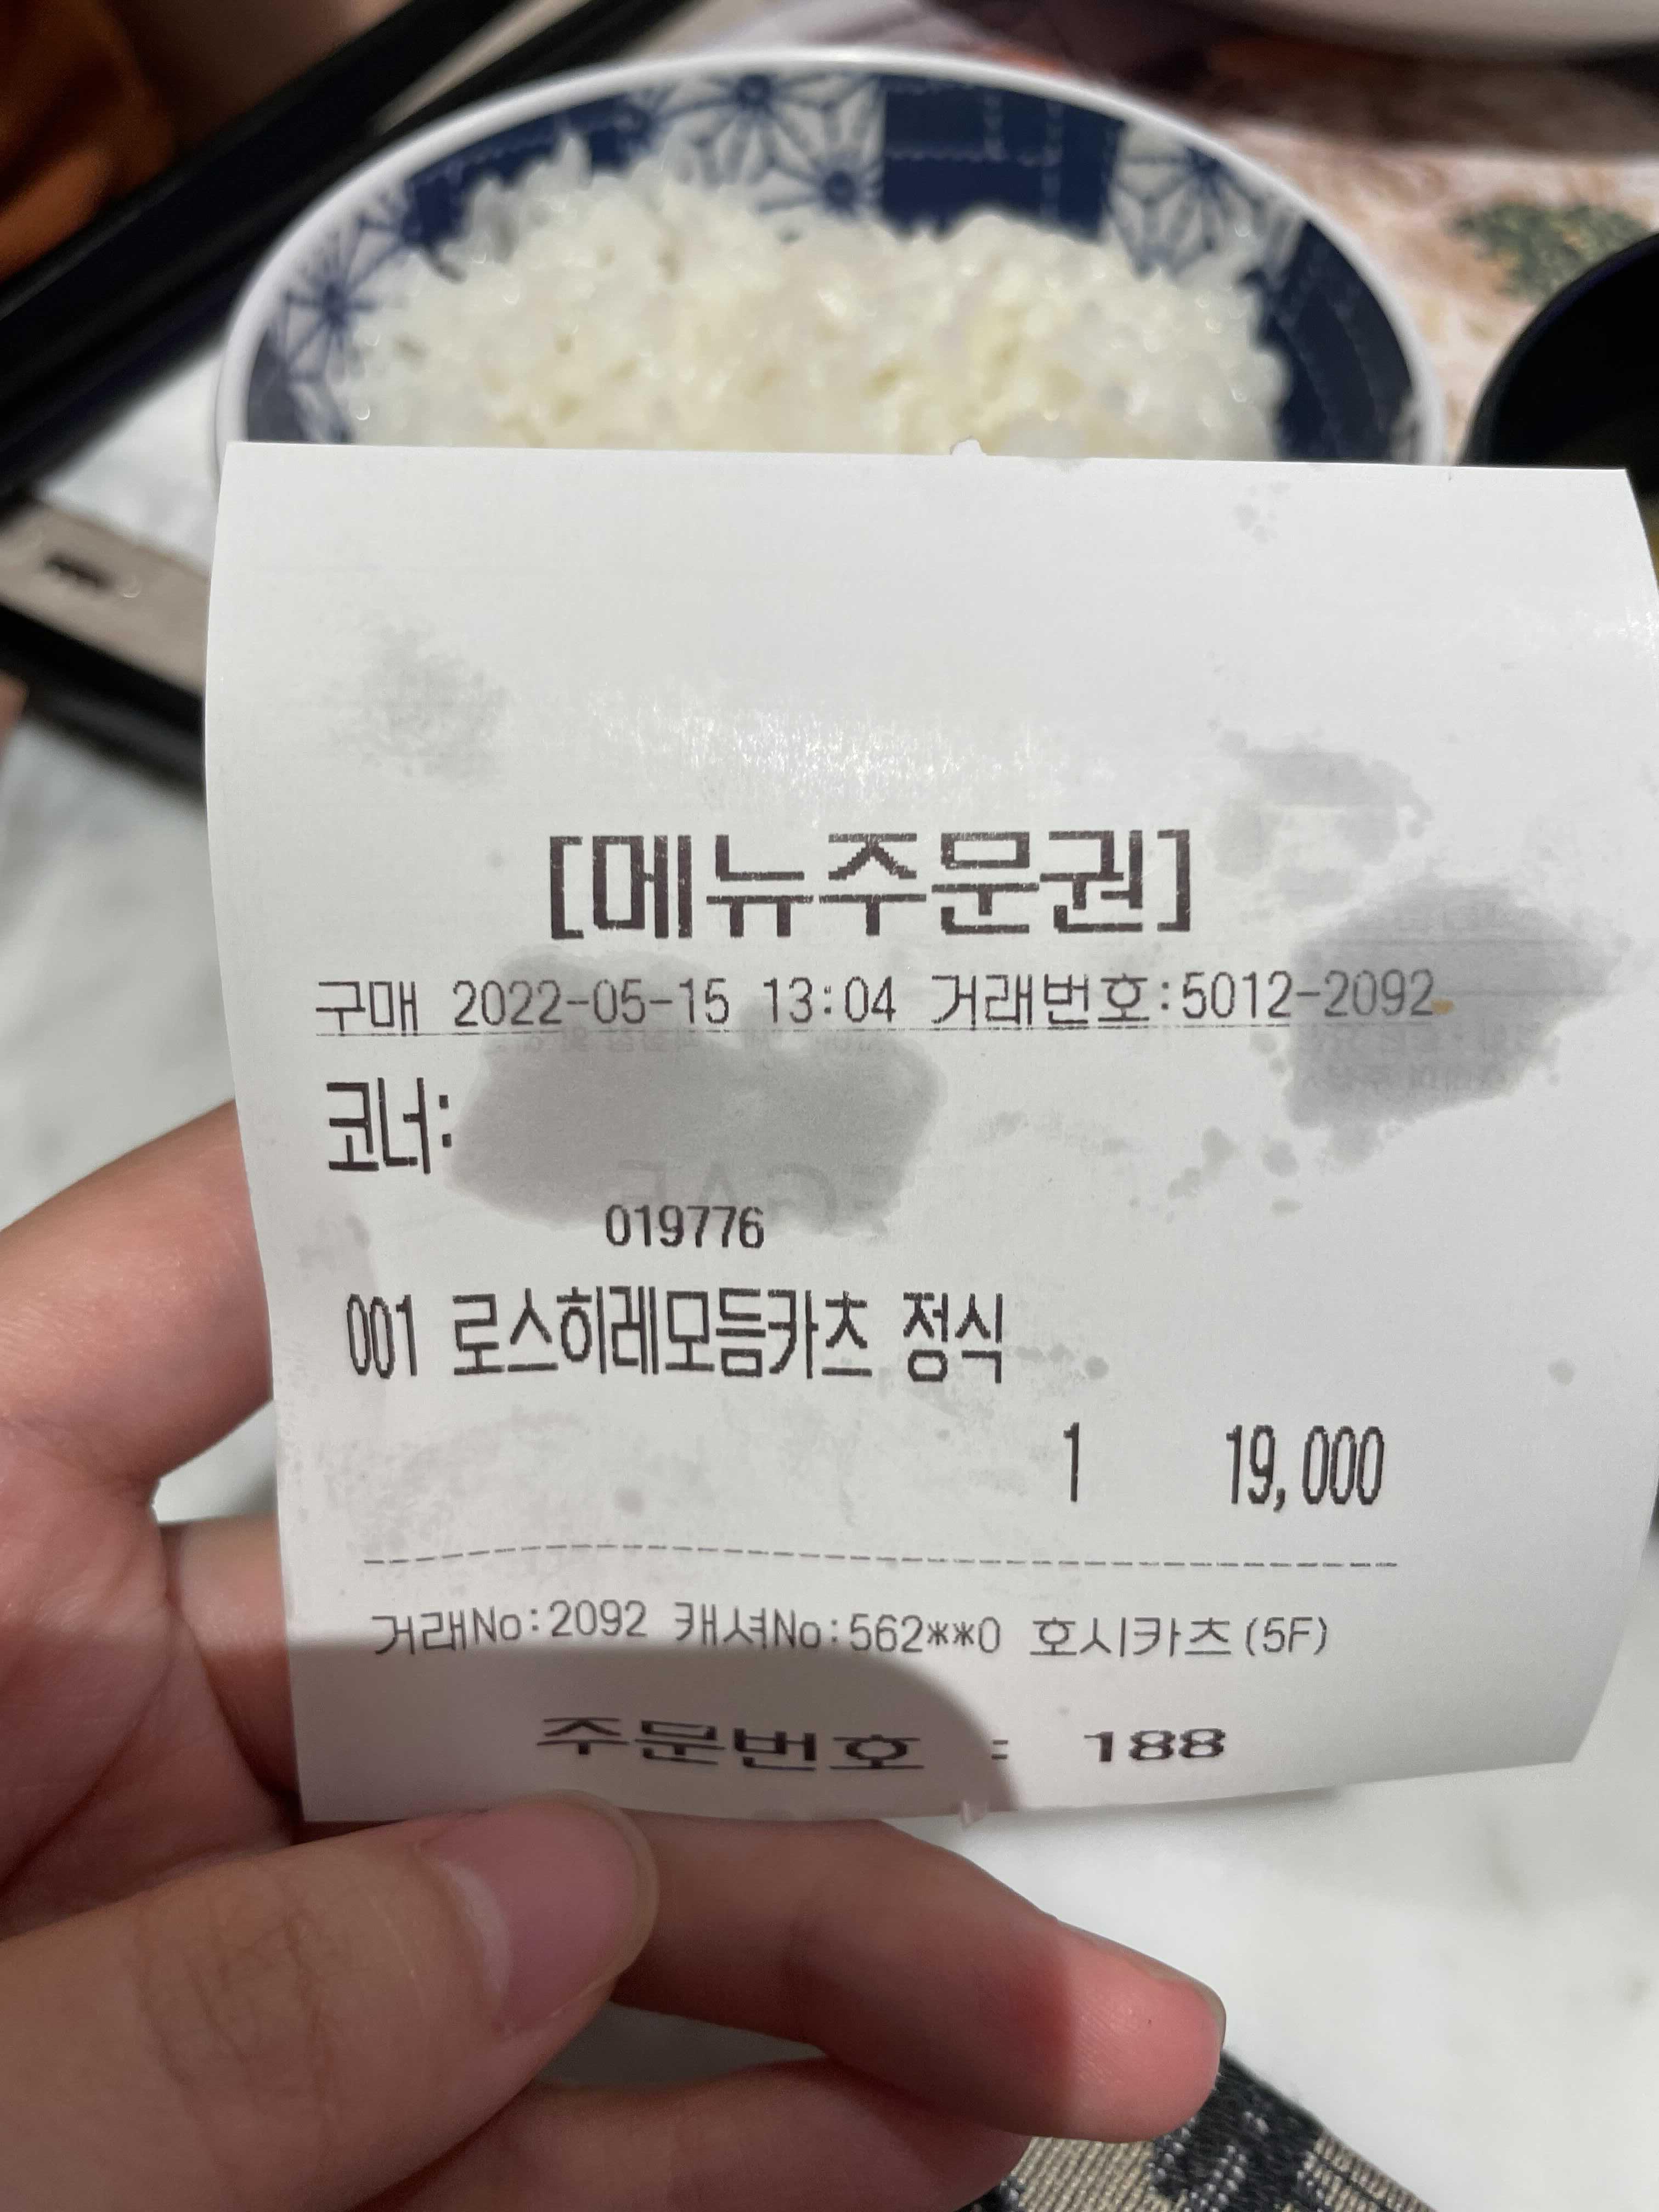 [메뉴주문권]
구매 2022-05-15 13:04 거래번호:5012-2092
코너:
019776
001 로스히레모듬카츠 정식
1 19,000
거래No:2092 캐셔No:562**0 호시카츠(5F)
주문번호 : 188